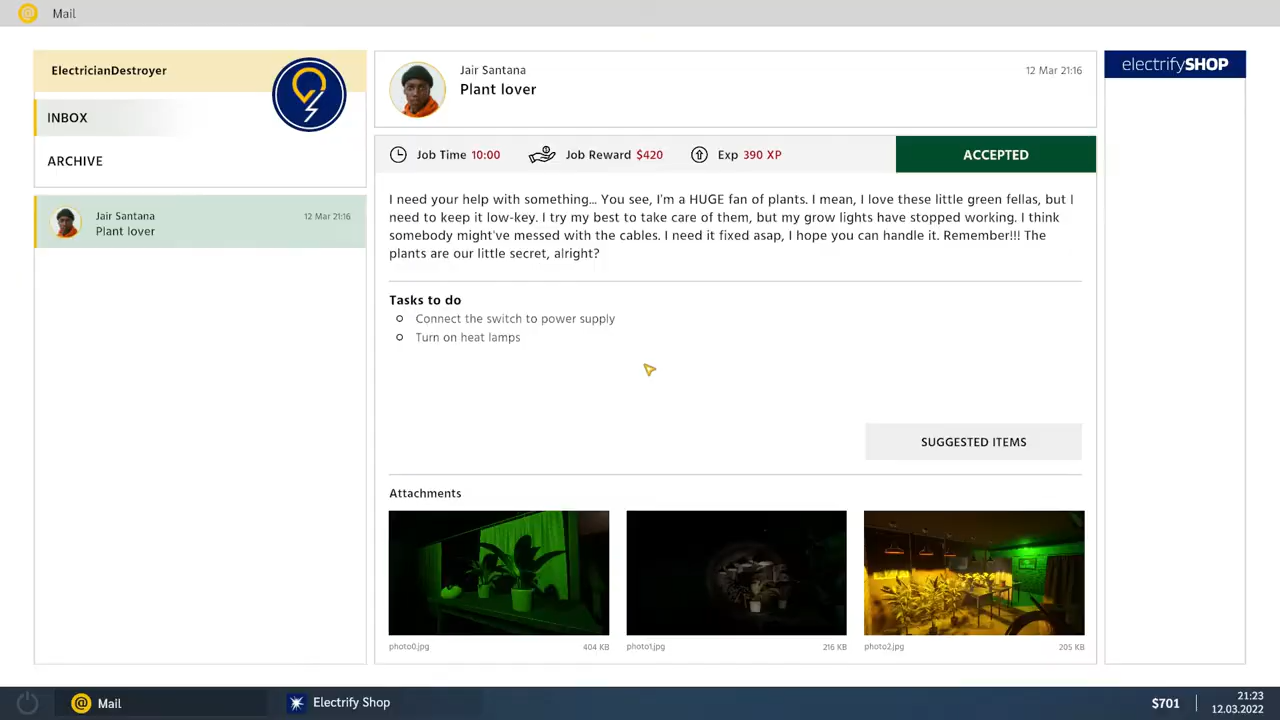 Mail
ElectricianDestroyer
INBOX
ARCHIVE
Jair Santana 12 Mar 21:16
Plant lover
Jair Santana 12 Mar 21:16
Plant lover
Job Time 10:00 Job Reward $420 Exp 390 XP ACCEPTED
I need your help with something... You see, I'm a HUGE fan of plants. I mean, I love these little green fellas, but I
need to keep it low-key. I try my best to take care of them, but my grow lights have stopped working. I think
somebody might've messed with the cables. I need it fixed asap, I hope you can handle it. Remember!!! The
plants are our little secret, alright?
Tasks to do
Connect the switch to power supply
Turn on heat lamps
SUGGESTED ITEMS
Attachments
photo0.jpg 404 KB photo1.jpg 216 KB photo2.jpg 205 KB
electrifySHOP
Mail Electrify Shop $701 21:23
12.03.2022